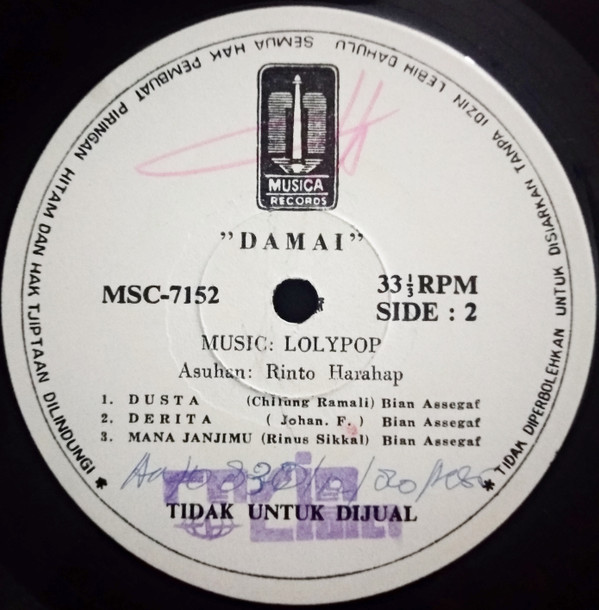 SEMUA HAK PEMBUAT PIRINGAN HITAM DAN HAK TJIPTAAN DILINDUNGI *
* TIDAK DIPERBOLEHKAN UNTUK DISIARKAN TANPA IDZIN LEBIH DAHULU
MUSICA
RECORDS
"DAMAI"
MSC-7152
33⅓ RPM
SIDE : 2
MUSIC: LOLYPOP
Asuhan: Rinto Harahap
1. DUSTA (Chilung Ramali) Bian Assegaf
2. DERITA ( Johan. F. ) Bian Assegaf
3. MANA JANJIMU (Rinus Sikkal) Bian Assegaf
TIDAK UNTUK DIJUAL